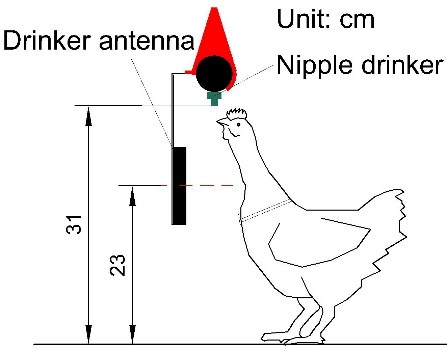 Unit: cm
Drinker antenna
Nipple drinker
31
23